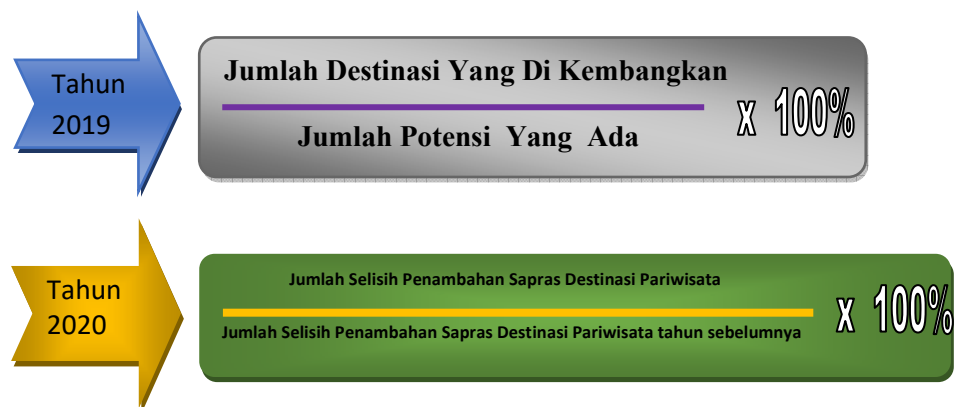 Tahun
2019
Jumlah Destinasi Yang Di Kembangkan
Jumlah Potensi Yang Ada
x 100%
Tahun
2020
Jumlah Selisih Penambahan Sapras Destinasi Pariwisata
Jumlah Selisih Penambahan Sapras Destinasi Pariwisata tahun sebelumnya
x 100%